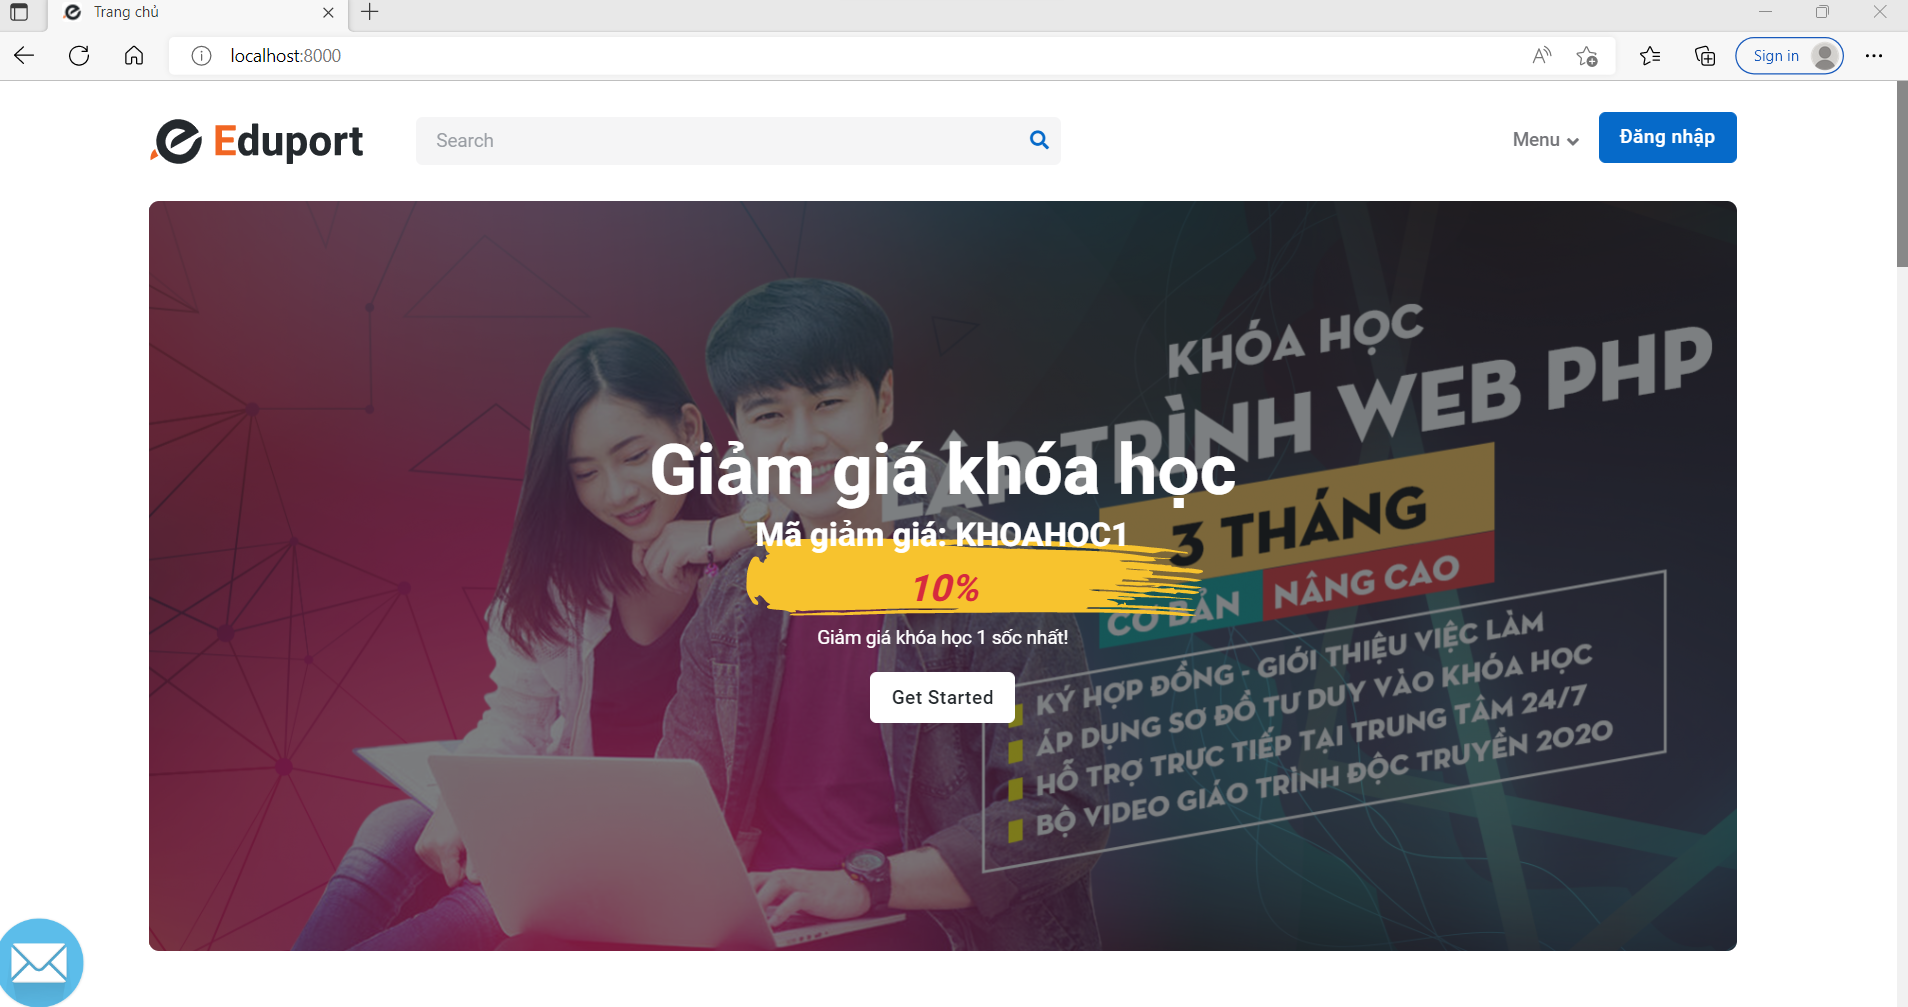 Trang chủ
localhost:8000
Sign in
Eduport
Search
Menu
Đăng nhập
KHÓA HỌC
LẬP TRÌNH WEB PHP
3 THÁNG
CƠ BẢN
NÂNG CAO
Giảm giá khóa học
Mã giảm giá: KHOAHOC1
10%
Giảm giá khóa học 1 sốc nhất!
Get Started
KÝ HỢP ĐỒNG - GIỚI THIỆU VIỆC LÀM
ÁP DỤNG SƠ ĐỒ TƯ DUY VÀO KHÓA HỌC
HỖ TRỢ TRỰC TIẾP TẠI TRUNG TÂM 24/7
BỘ VIDEO GIÁO TRÌNH ĐỘC TRUYỀN 2020